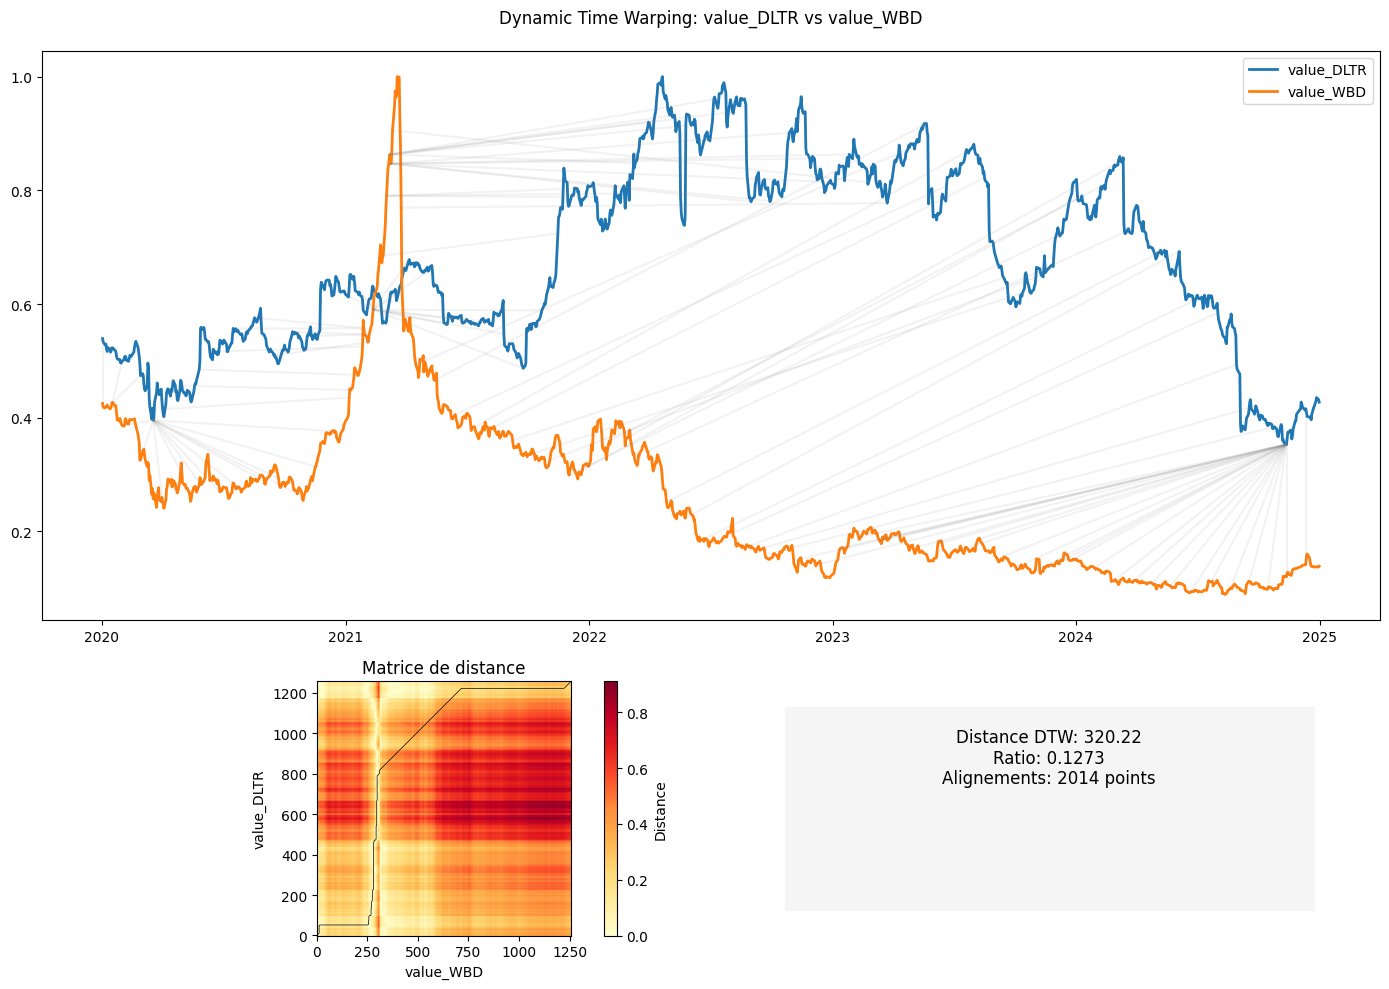 Dynamic Time Warping: value_DLTR vs value_WBD
1.0
0.8
0.6
0.4
0.2
value_DLTR
value_WBD
2020 2021 2022 2023 2024 2025
Matrice de distance
1200
1000
800
600
400
200
0
value_DLTR
0 250 500 750 1000 1250
value_WBD
0.8
0.6
0.4
0.2
0.0
Distance
Distance DTW: 320.22
Ratio: 0.1273
Alignements: 2014 points